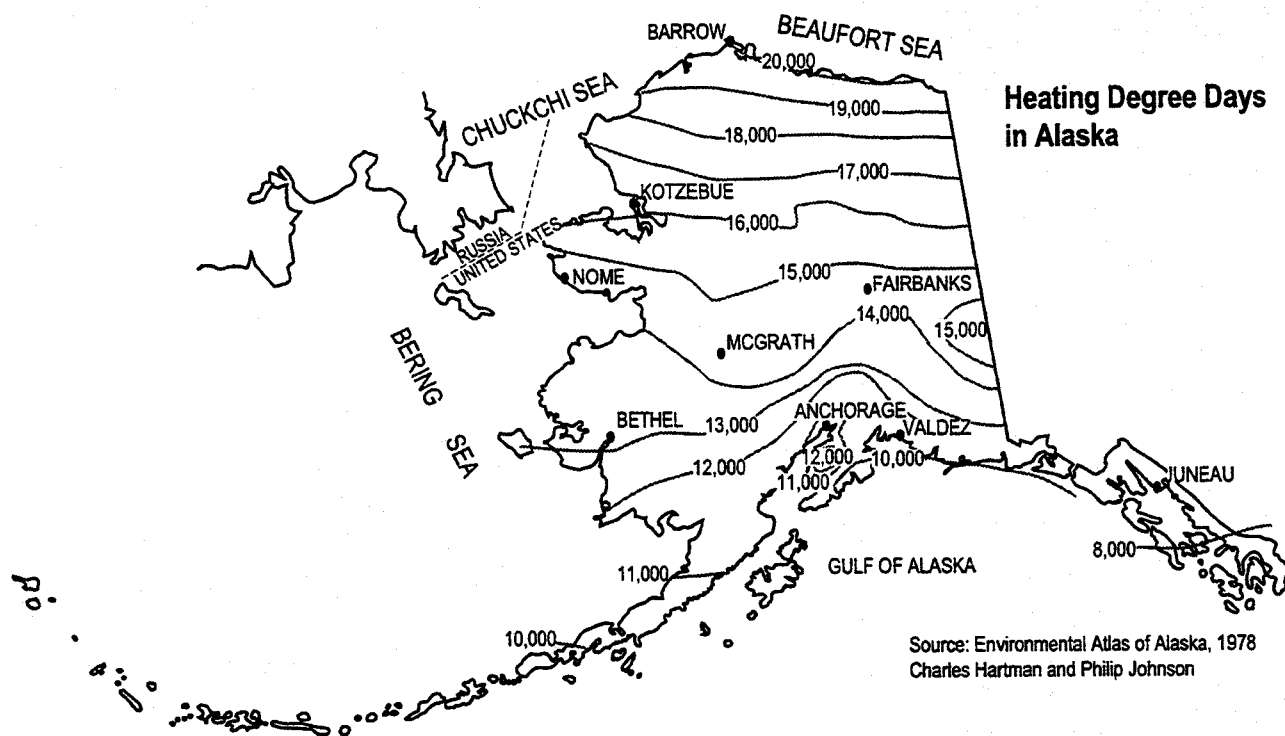 BARROW
BEAUFORT SEA
20,000
Heating Degree Days
in Alaska
CHUCKCHI SEA
19,000
18,000
17,000
KOTZEBUE
16,000
RUSSIA
UNITED STATES
15,000
NOME
FAIRBANKS
14,000
15,000
MCGRATH
BERING SEA
13,000
ANCHORAGE
BETHEL
VALDEZ
12,000
12,000
10,000
11,000
JUNEAU
8,000
11,000
GULF OF ALASKA
10,000
Source: Environmental Atlas of Alaska, 1978
Charles Hartman and Philip Johnson